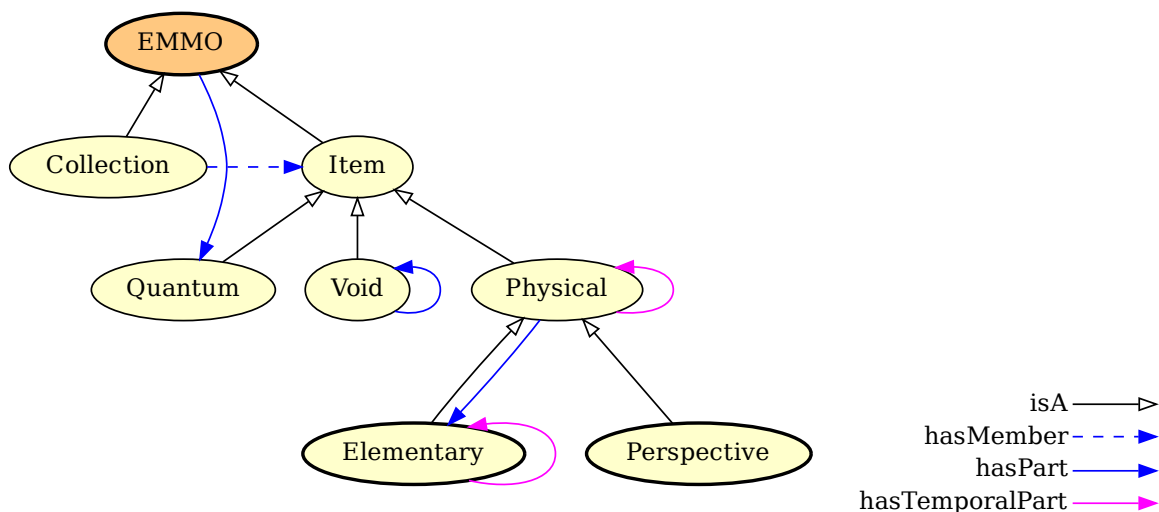 EMMO
Collection
Item
Quantum
Void
Physical
Elementary
Perspective
isA
hasMember
hasPart
hasTemporalPart